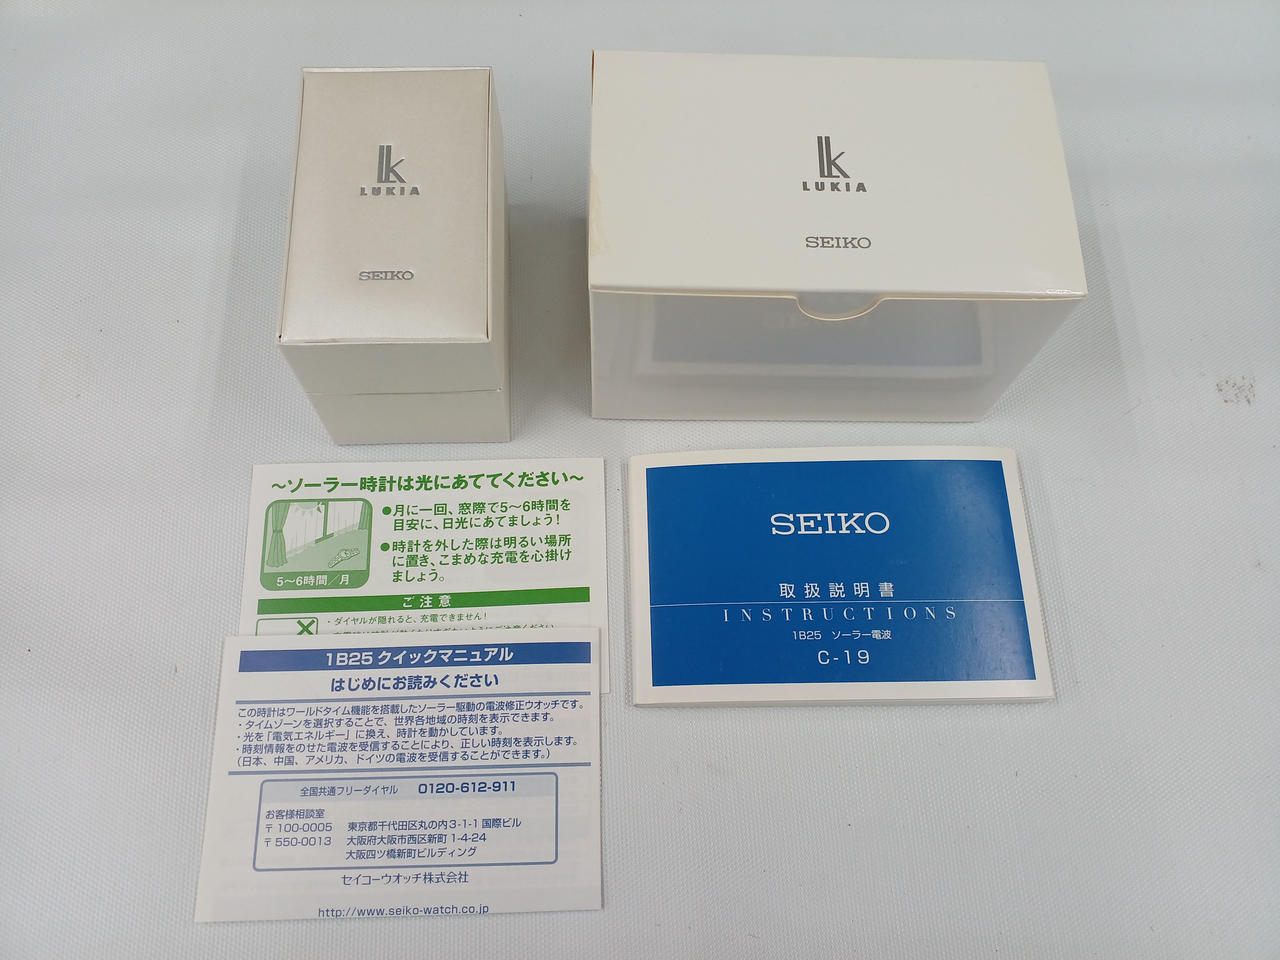 LK
LUKIA
SEIKO
LK
LUKIA
SEIKO
～ソーラー時計は光にあててください～
●月に一回、窓際で5～6時間を
目安に、日光にあてましょう！
●時計を外した際は明るい場所
に置き、こまめな充電を心掛け
ましょう。
5～6時間／月
ご注意
・ダイヤルが隠れると、充電できません！
1B25 クイックマニュアル
はじめにお読みください
この時計はワールドタイム機能を搭載したソーラー駆動の電波修正ウオッチです。
・タイムゾーンを選択することで、世界各地域の時刻を表示できます。
・光を「電気エネルギー」に換え、時計を動かしています。
・時刻情報をのせた電波を受信することにより、正しい時刻を表示します。
（日本、中国、アメリカ、ドイツの電波を受信することができます。）
全国共通フリーダイヤル 0120-612-911
お客様相談室
〒100-0005 東京都千代田区丸の内3-1-1 国際ビル
〒550-0013 大阪府大阪市西区新町 1-4-24
大阪四ツ橋新町ビルディング
セイコーウオッチ株式会社
http://www.seiko-watch.co.jp
SEIKO
取扱説明書
INSTRUCTIONS
1B25 ソーラー電波
C-19